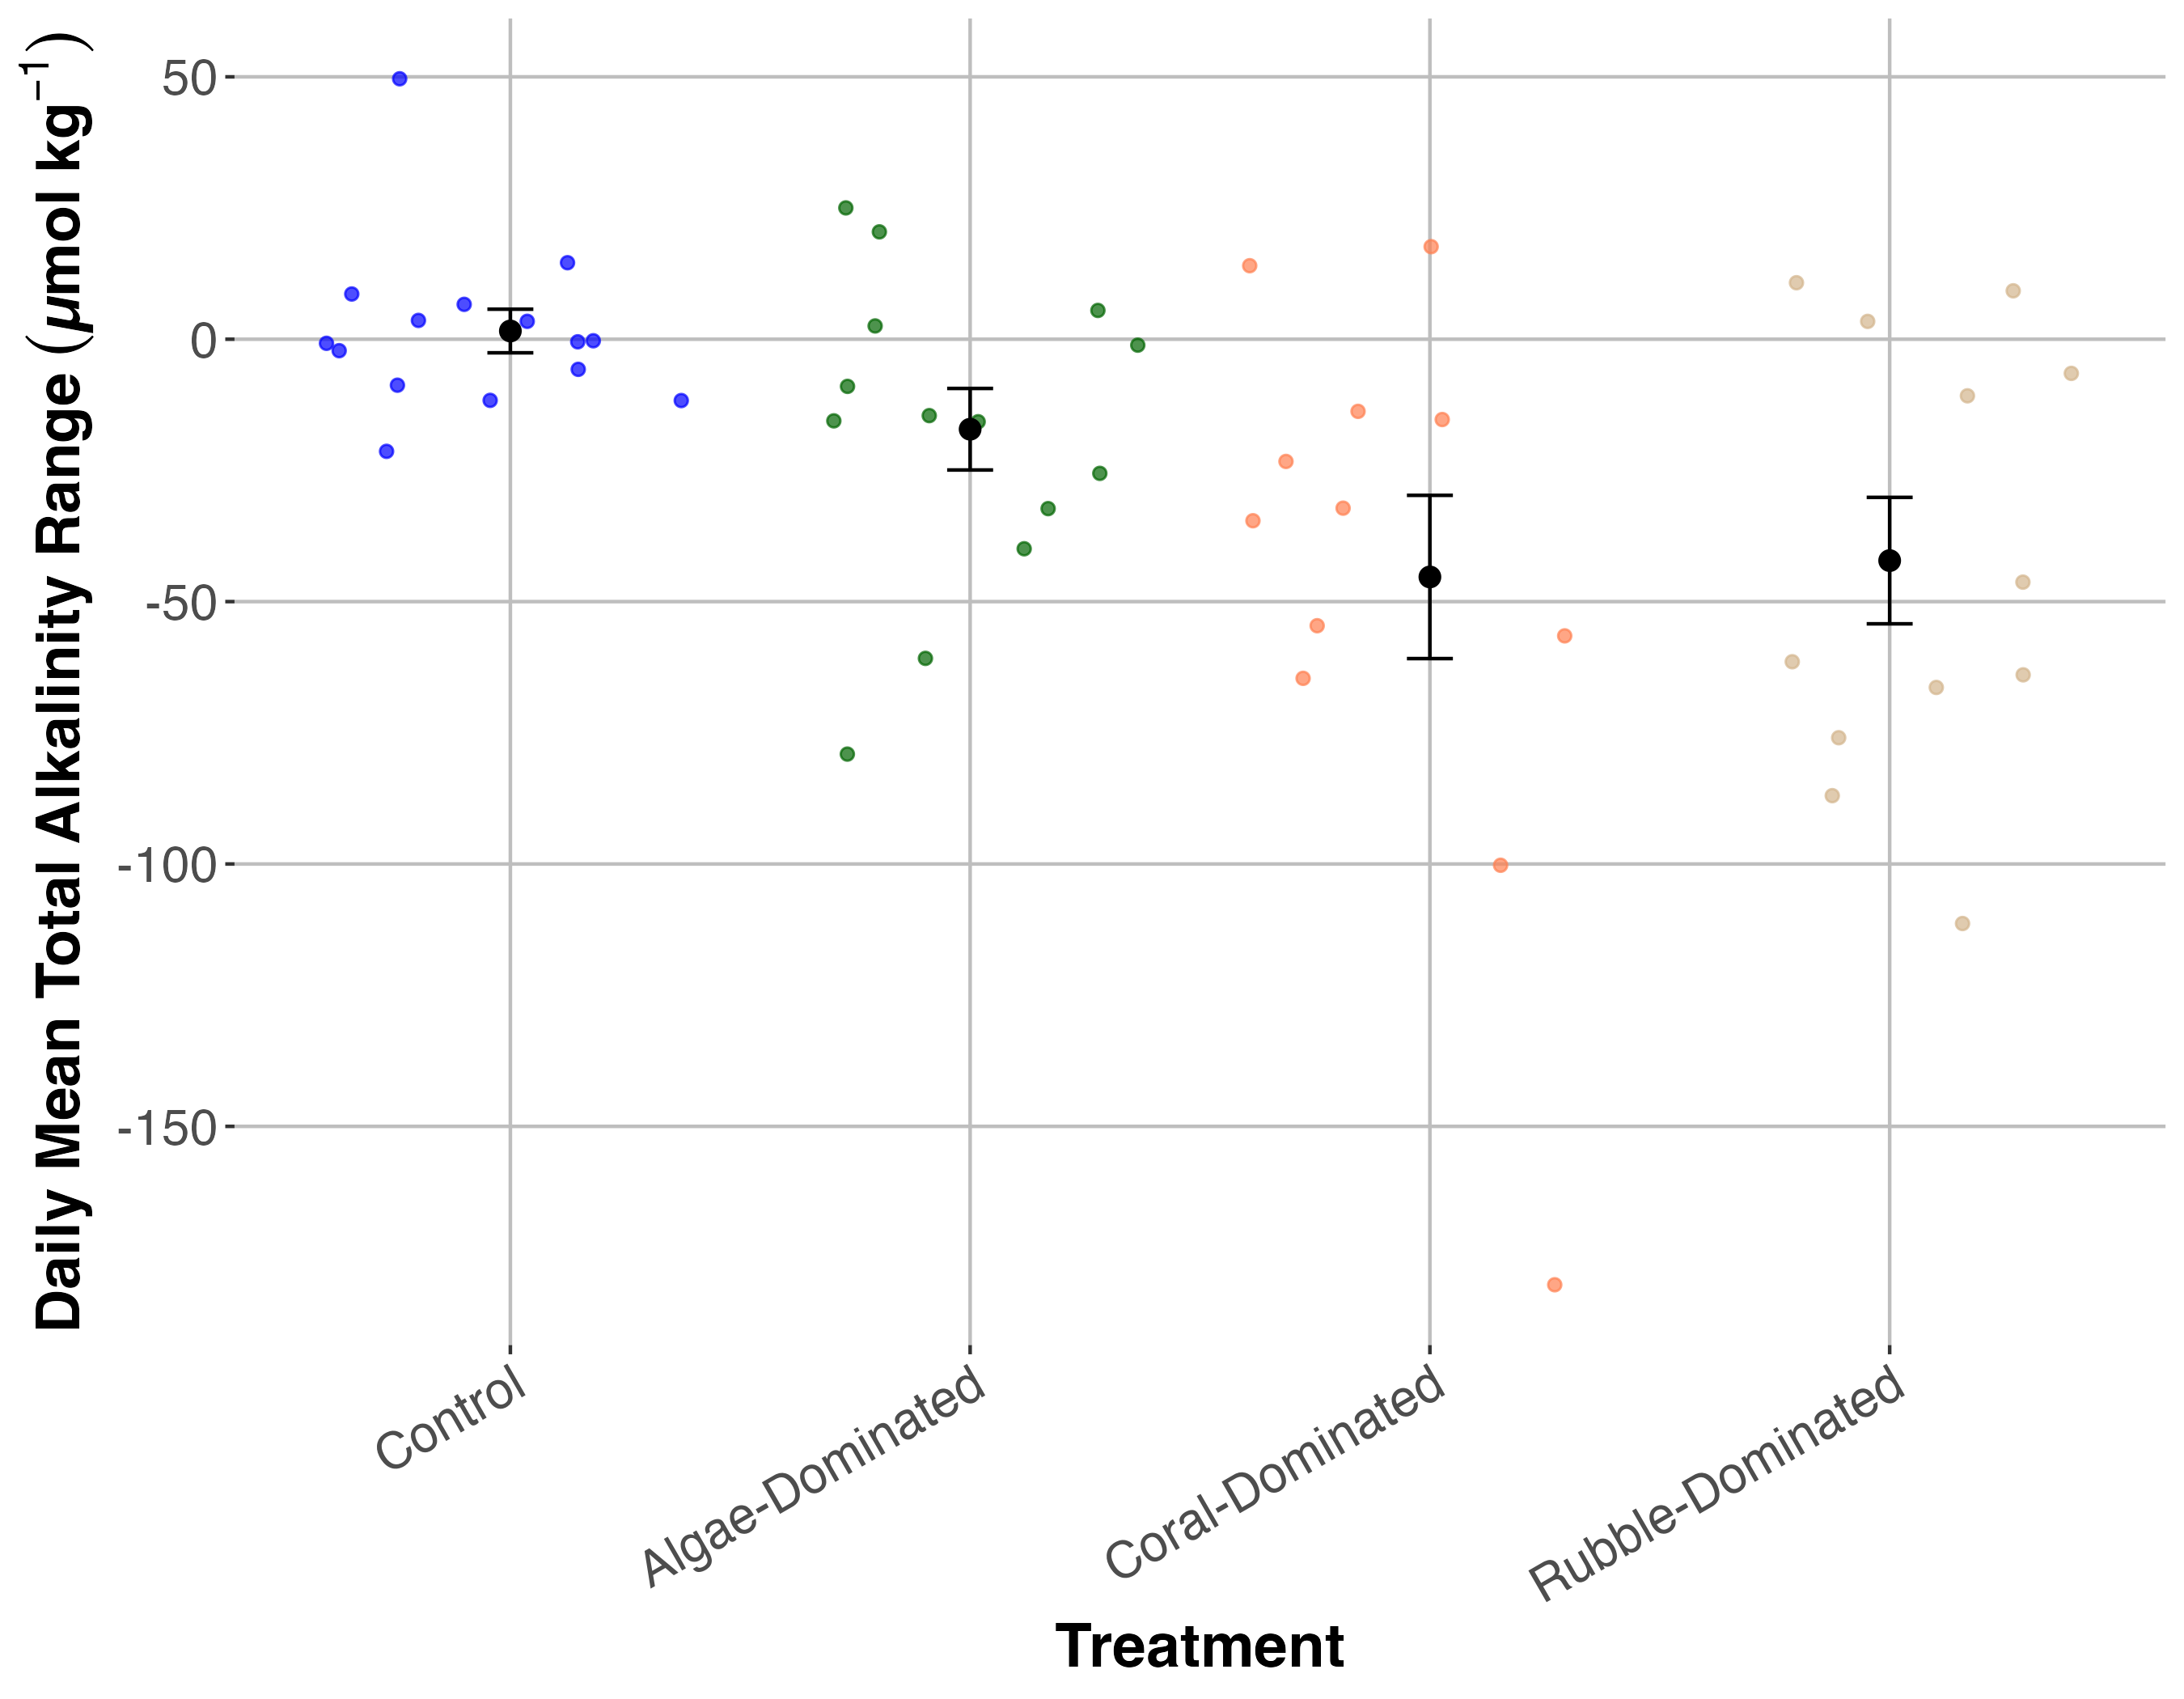 Daily Mean Total Alkalinity Range (μmol kg⁻¹)
50
0
-50
-100
-150
Control
Algae-Dominated
Coral-Dominated
Rubble-Dominated
Treatment